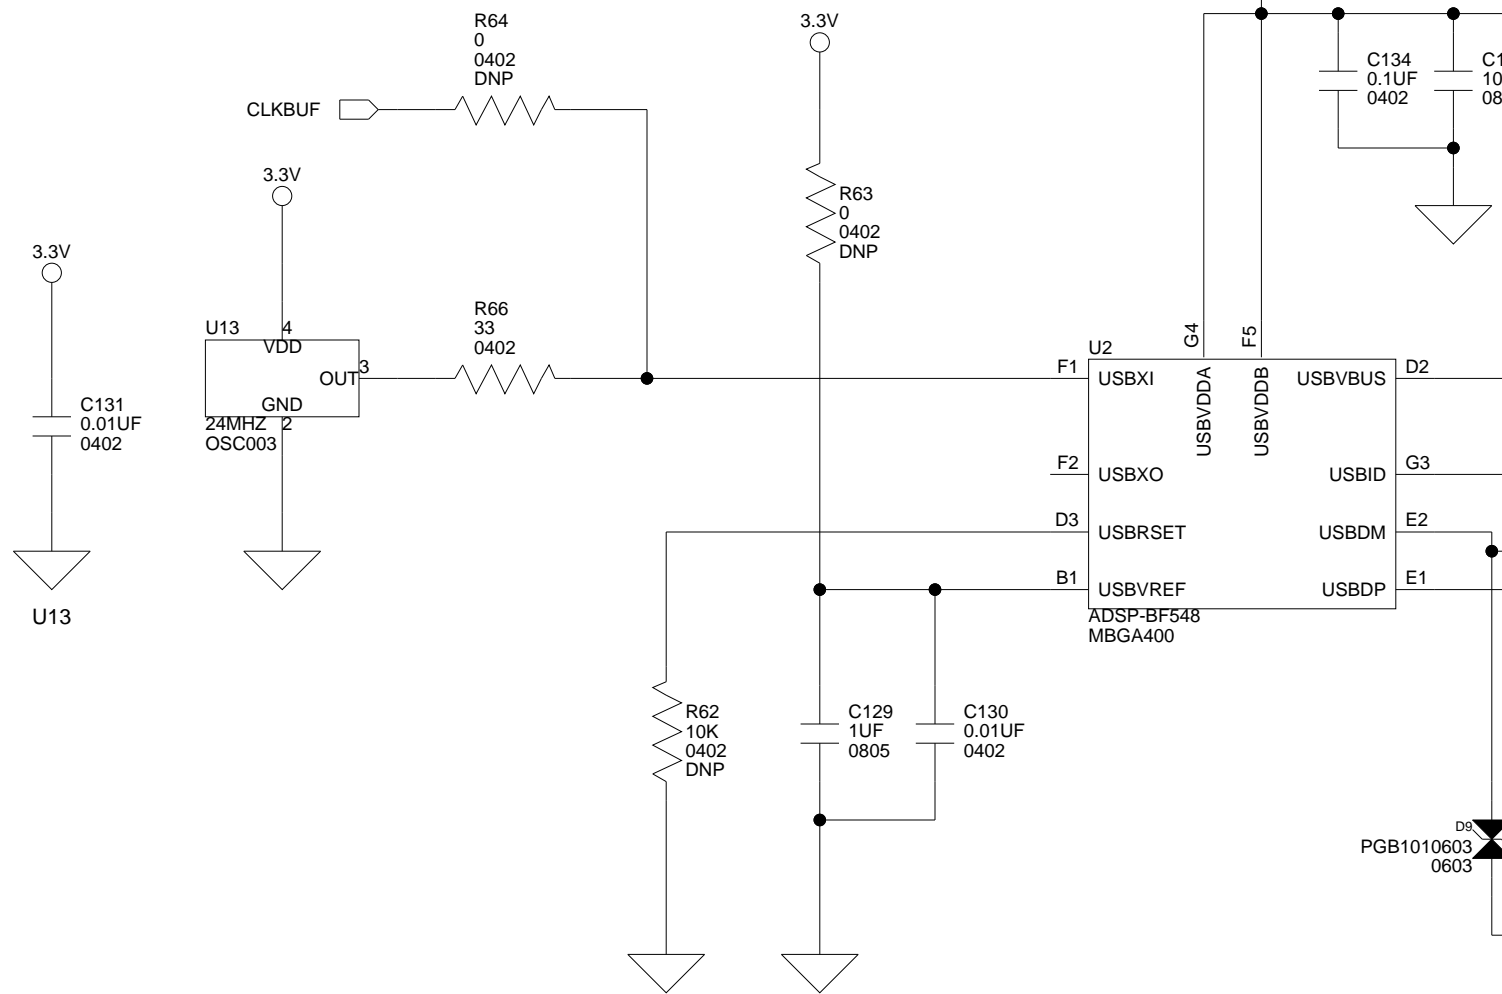 R64
0
0402
DNP
CLKBUF
3.3V
3.3V
3.3V
R63
0
0402
DNP
C134
0.1UF
0402
C1
10
08
R66
33
0402
U13
4
VDD
OUT
3
GND
24MHZ
2
OSC003
C131
0.01UF
0402
U13
U2
G4
F5
F1
USBXI
USBVDDA
USBVDDB
USBVBUS
D2
F2
USBXO
USBID
G3
D3
USBRSET
USBDM
E2
B1
USBVREF
USBDP
E1
ADSP-BF548
MBGA400
R62
10K
0402
DNP
C129
1UF
0805
C130
0.01UF
0402
D9
PGB1010603
0603